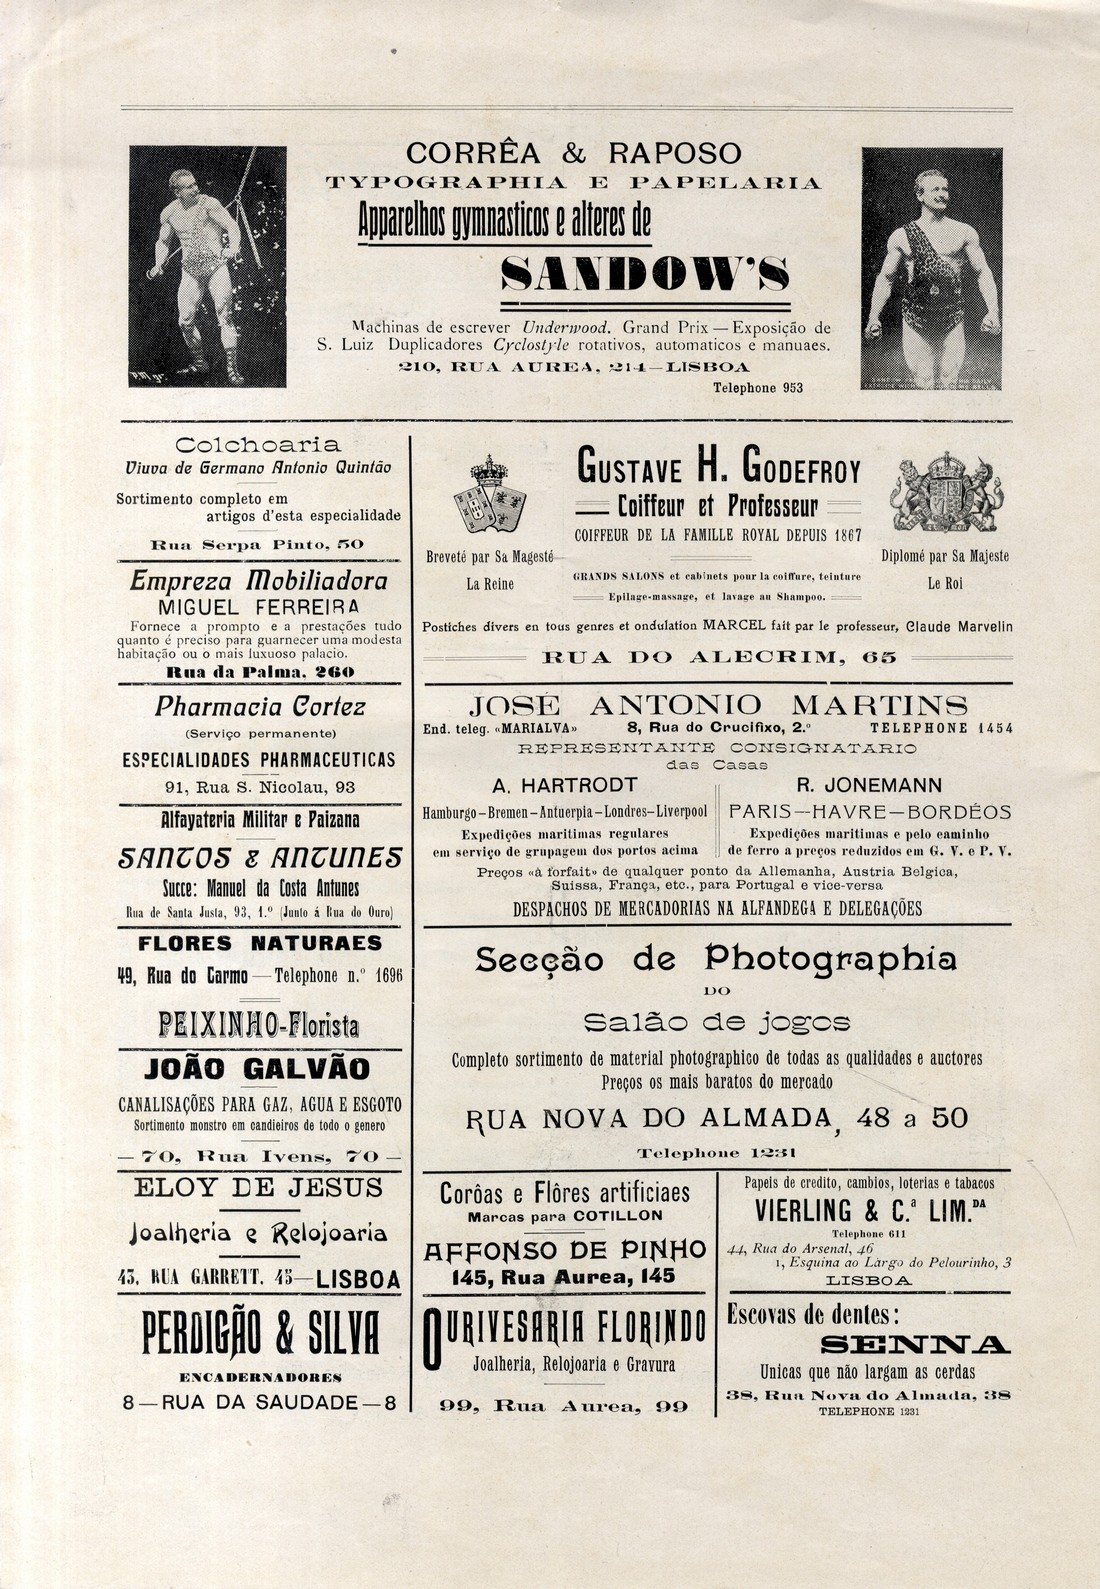 CORRÊA & RAPOSO
TYPOGRAPHIA E PAPELARIA
Apparelhos gymnasticos e alteres de
SANDOW'S
Machinas de escrever Underwood. Grand Prix — Exposição de
S. Luiz Duplicadores Cyclostyle rotativos, automaticos e manuaes.
210, RUA AUREA, 214—LISBOA
Telephone 953
Colchoaria
Viuva de Germano Antonio Quintão
Sortimento completo em
artigos d'esta especialidade
Rua Serpa Pinto, 50
Empreza Mobiliadora
MIGUEL FERREIRA
Fornece a prompto e a prestações tudo
quanto é preciso para guarnecer uma modesta
habitação ou o mais luxuoso palacio.
Rua da Palma, 260
Pharmacia Cortez
(Serviço permanente)
ESPECIALIDADES PHARMACEUTICAS
91, Rua S. Nicolau, 93
Alfayateria Militar e Paizana
SANTOS & ANTUNES
Succe: Manuel da Costa Antunes
Rua de Santa Justa, 93, 1.º (Junto á Rua do Ouro)
FLORES NATURAES
49, Rua do Carmo — Telephone n.º 1696
PEIXINHO-Florista
JOÃO GALVÃO
CANALISAÇÕES PARA GAZ, AGUA E ESGOTO
Sortimento monstro em candieiros de todo o genero
— 70, Rua Ivens, 70 —
ELOY DE JESUS
Joalheria e Relojoaria
43, RUA GARRETT, 45—LISBOA
PERDIGÃO & SILVA
ENCADERNADORES
8—RUA DA SAUDADE—8
GUSTAVE H. GODEFROY
Coiffeur et Professeur
COIFFEUR DE LA FAMILLE ROYAL DEPUIS 1867
Breveté par Sa Magesté
La Reine
Diplomé par Sa Majeste
Le Roi
GRANDS SALONS et cabinets pour la coiffure, teinture
Epilage-massage, et lavage au Shampoo.
Postiches divers en tous genres et ondulation MARCEL fait par le professeur, Claude Marvelin
RUA DO ALECRIM, 65
JOSÉ ANTONIO MARTINS
End. teleg. «MARIALVA» 8, Rua do Crucifixo, 2.º TELEPHONE 1454
REPRESENTANTE CONSIGNATARIO
das Casas
A. HARTRODT
Hamburgo—Bremen—Antuerpia—Londres—Liverpool
Expedições maritimas regulares
em serviço de grupagem dos portos acima
R. JONEMANN
PARIS—HAVRE—BORDÉOS
Expedições maritimas e pelo caminho
de ferro a preços reduzidos em G. V. e P. V.
Preços «à forfait» de qualquer ponto da Allemanha, Austria Belgica,
Suissa, França, etc., para Portugal e vice-versa
DESPACHOS DE MERCADORIAS NA ALFANDEGA E DELEGAÇÕES
Secção de Photographia
DO
Salão de jogos
Completo sortimento de material photographico de todas as qualidades e auctores
Preços os mais baratos do mercado
RUA NOVA DO ALMADA, 48 a 50
Telephone 1231
Corôas e Flôres artificiaes
Marcas para COTILLON
AFFONSO DE PINHO
145, Rua Aurea, 145
OURIVESARIA FLORINDO
Joalheria, Relojoaria e Gravura
99, Rua Aurea, 99
Papeis de credito, cambios, loterias e tabacos
VIERLING & C.ª LIM.DA
Telephone 611
44, Rua do Arsenal, 46
1, Esquina ao Largo do Pelourinho, 3
LISBOA
Escovas de dentes:
SENNA
Unicas que não largam as cerdas
38, Rua Nova do Almada, 38
TELEPHONE 1231